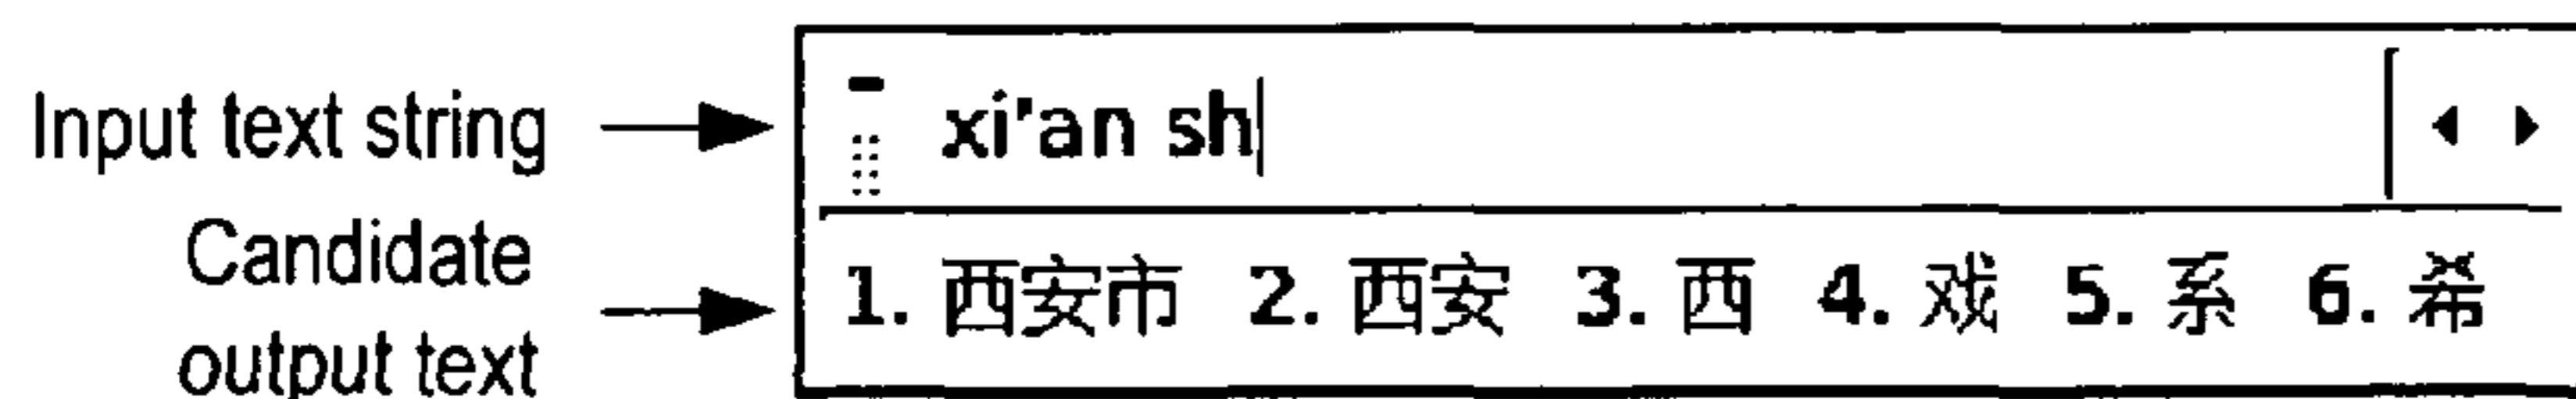 Input text string
xi'an sh
Candidate
output text
1. 西安市 2. 西安 3. 西 4. 戏 5. 系 6. 希